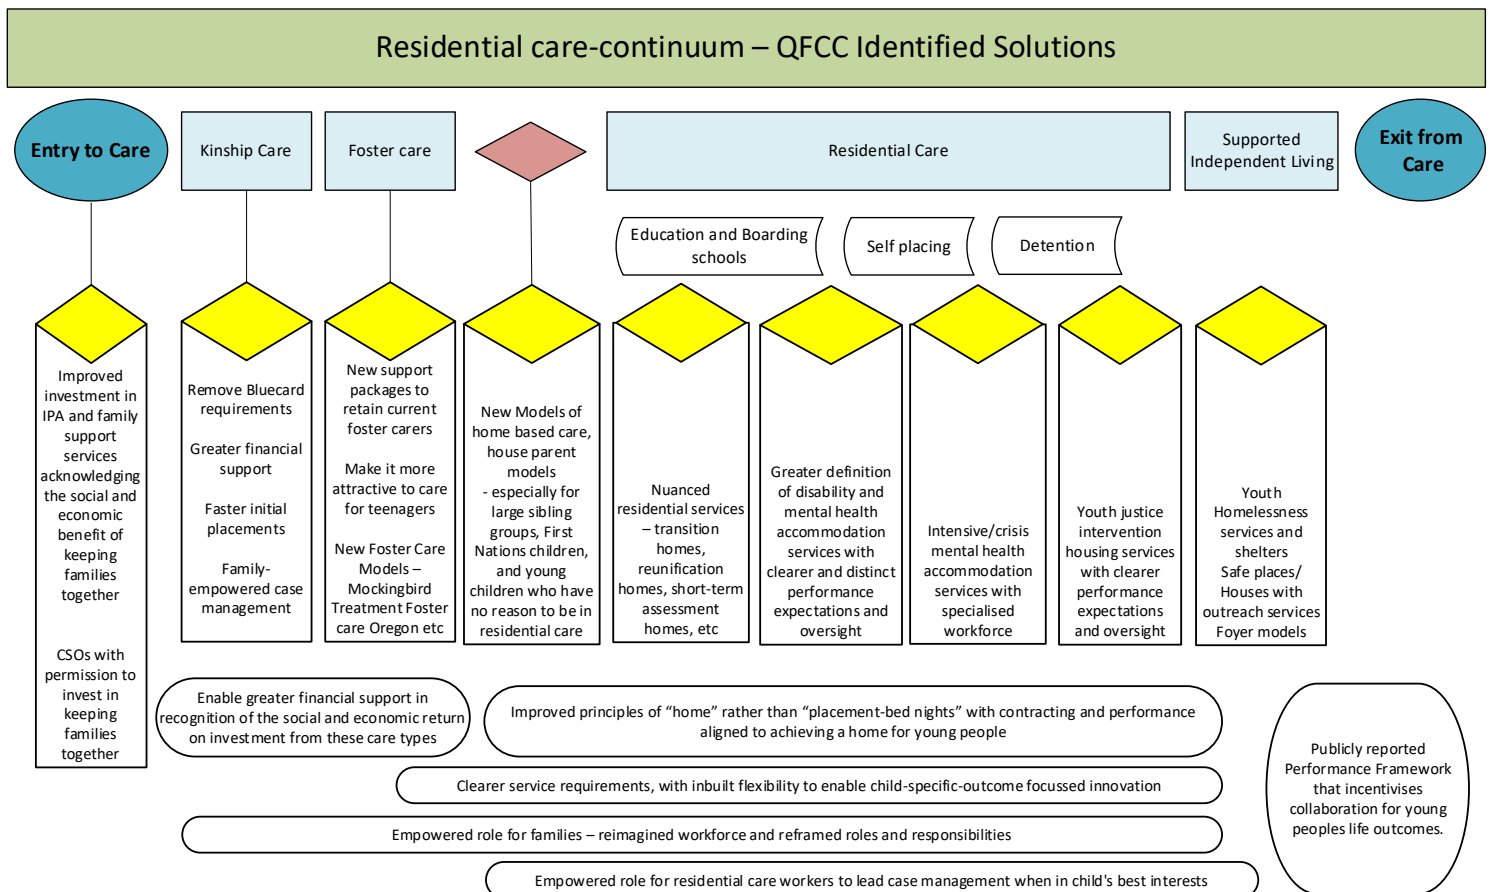 Residential care-continuum – QFCC Identified Solutions
Entry to Care
Kinship Care
Foster care
Residential Care
Supported
Independent Living
Exit from
Care
Education and Boarding
schools
Self placing
Detention
Improved
investment in
IPA and family
support
services
acknowledging
the social and
economic
benefit of
keeping
families
together
CSOs with
permission to
invest in
keeping
families
together
Remove Bluecard
requirements
Greater financial
support
Faster initial
placements
Family-
empowered case
management
New support
packages to
retain current
foster carers
Make it more
attractive to care
for teenagers
New Foster Care
Models –
Mockingbird
Treatment Foster
care Oregon etc
New Models of
home based care,
house parent
models
- especially for
large sibling
groups, First
Nations children,
and young
children who have
no reason to be in
residential care
Nuanced
residential services
– transition
homes,
reunification
homes, short-term
assessment
homes, etc
Greater definition
of disability and
mental health
accommodation
services with
clearer and distinct
performance
expectations and
oversight
Intensive/crisis
mental health
accommodation
services with
specialised
workforce
Youth justice
intervention
housing services
with clearer
performance
expectations
and oversight
Youth
Homelessness
services and
shelters
Safe places/
Houses with
outreach services
Foyer models
Enable greater financial support in
recognition of the social and economic return
on investment from these care types
Improved principles of “home” rather than “placement-bed nights” with contracting and performance
aligned to achieving a home for young people
Clearer service requirements, with inbuilt flexibility to enable child-specific-outcome focussed innovation
Empowered role for families – reimagined workforce and reframed roles and responsibilities
Empowered role for residential care workers to lead case management when in child's best interests
Publicly reported
Performance Framework
that incentivises
collaboration for young
peoples life outcomes.